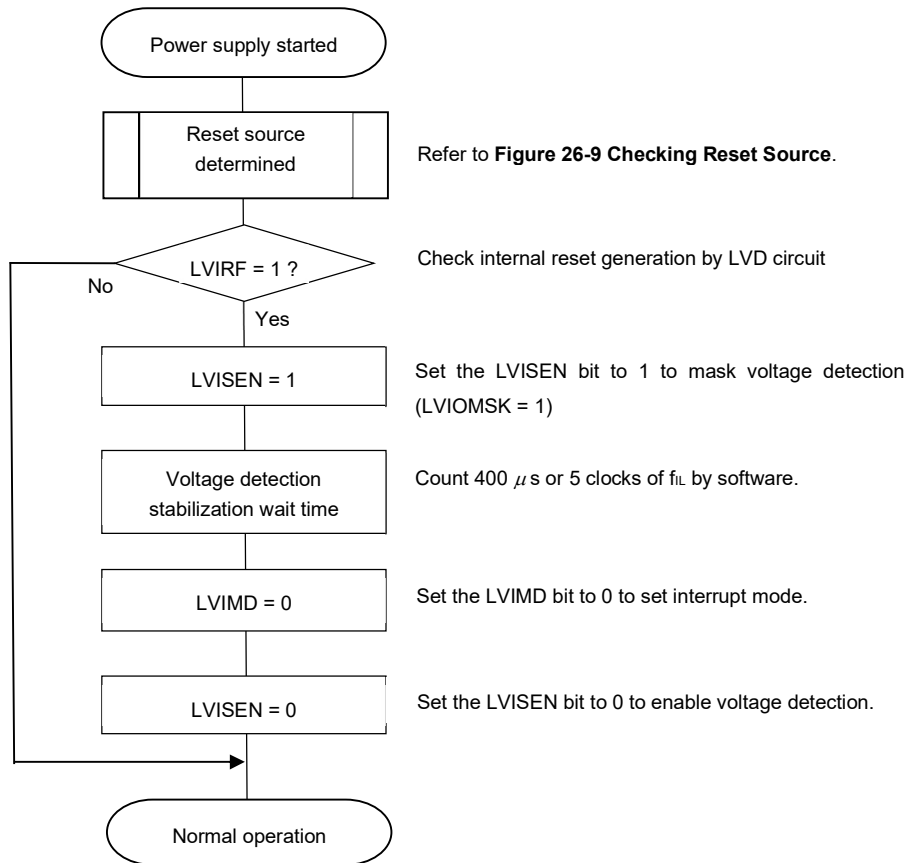 Power supply started
Reset source
determined
Refer to Figure 26-9 Checking Reset Source.
LVIRF = 1 ?
Check internal reset generation by LVD circuit
No
Yes
LVISEN = 1
Set the LVISEN bit to 1 to mask voltage detection
(LVIOMSK = 1)
Voltage detection
stabilization wait time
Count 400 μs or 5 clocks of fIL by software.
LVIMD = 0
Set the LVIMD bit to 0 to set interrupt mode.
LVISEN = 0
Set the LVISEN bit to 0 to enable voltage detection.
Normal operation